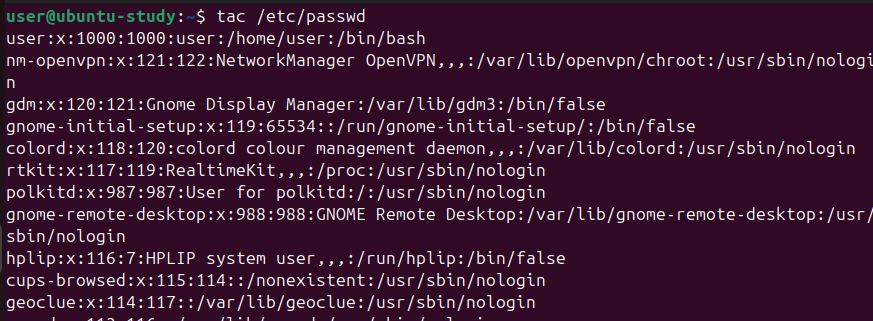 user@ubuntu-study:~$ tac /etc/passwd
user:x:1000:1000:user:/home/user:/bin/bash
nm-openvpn:x:121:122:NetworkManager OpenVPN,,,:/var/lib/openvpn/chroot:/usr/sbin/nologi
n
gdm:x:120:121:Gnome Display Manager:/var/lib/gdm3:/bin/false
gnome-initial-setup:x:119:65534::/run/gnome-initial-setup/:/bin/false
colord:x:118:120:colord colour management daemon,,,:/var/lib/colord:/usr/sbin/nologin
rtkit:x:117:119:RealtimeKit,,,:/proc:/usr/sbin/nologin
polkitd:x:987:987:User for polkitd:/:/usr/sbin/nologin
gnome-remote-desktop:x:988:988:GNOME Remote Desktop:/var/lib/gnome-remote-desktop:/usr/
sbin/nologin
hplip:x:116:7:HPLIP system user,,,:/run/hplip:/bin/false
cups-browsed:x:115:114::/nonexistent:/usr/sbin/nologin
geoclue:x:114:117::/var/lib/geoclue:/usr/sbin/nologin